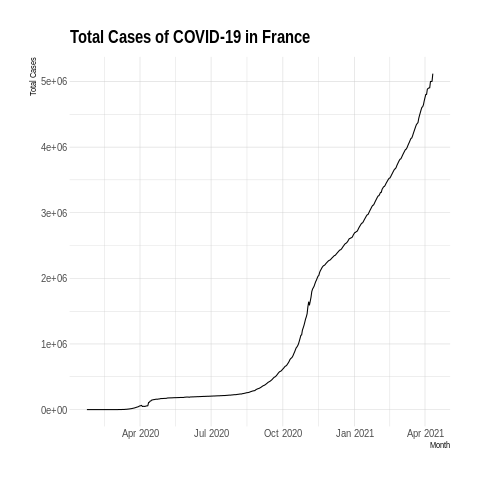 Total Cases of COVID-19 in France
Total Cases
5e+06
4e+06
3e+06
2e+06
1e+06
0e+00
Apr 2020 Jul 2020 Oct 2020 Jan 2021 Apr 2021
Month